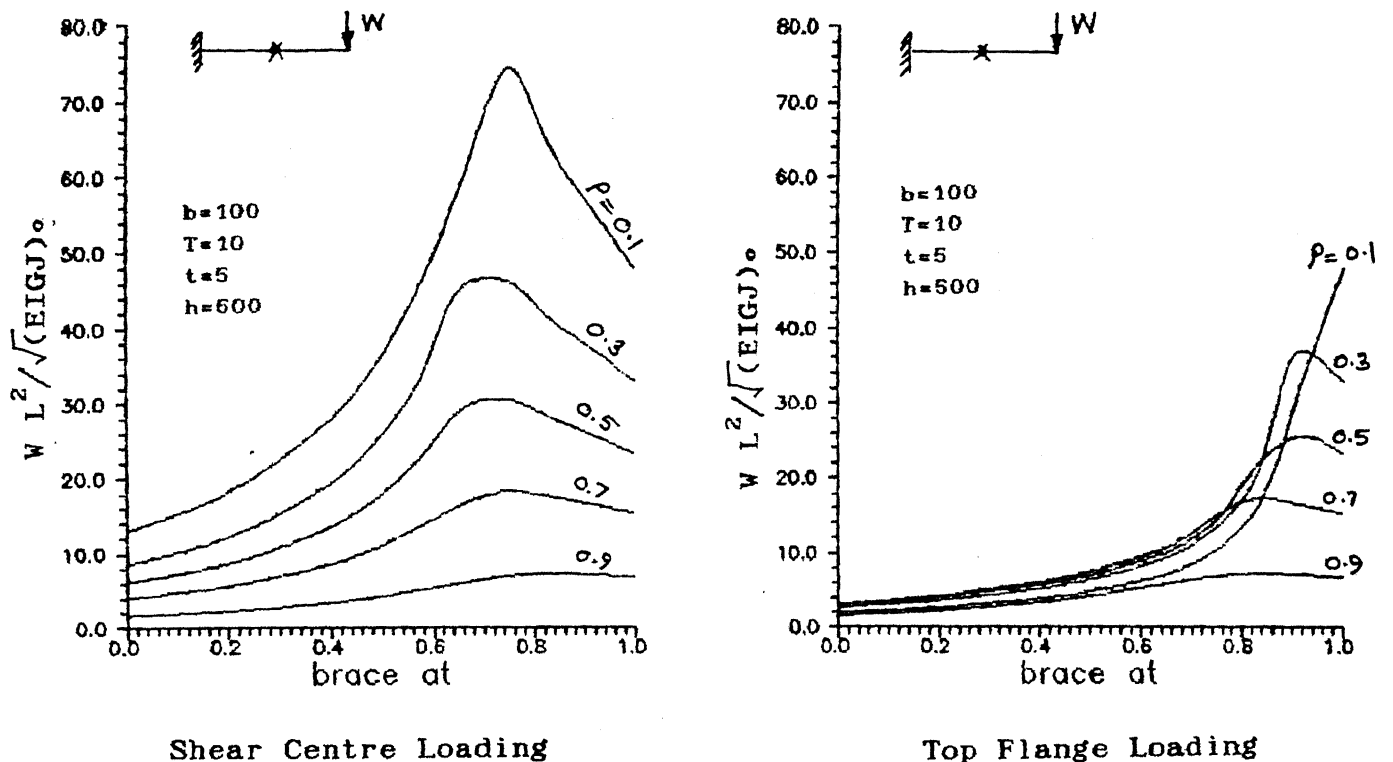 W
80.0
70.0
60.0
50.0
40.0
30.0
20.0
10.0
0.0
W L²/√(EIGJ)₀
b=100
T=10
t=5
h=500
ρ=0.1
0.3
0.5
0.7
0.9
0.0 0.2 0.4 0.6 0.8 1.0
brace at
Shear Centre Loading
W
80.0
70.0
60.0
50.0
40.0
30.0
20.0
10.0
0.0
W L²/√(EIGJ)₀
b=100
T=10
t=5
h=500
ρ=0.1
0.3
0.5
0.7
0.9
0.0 0.2 0.4 0.6 0.8 1.0
brace at
Top Flange Loading